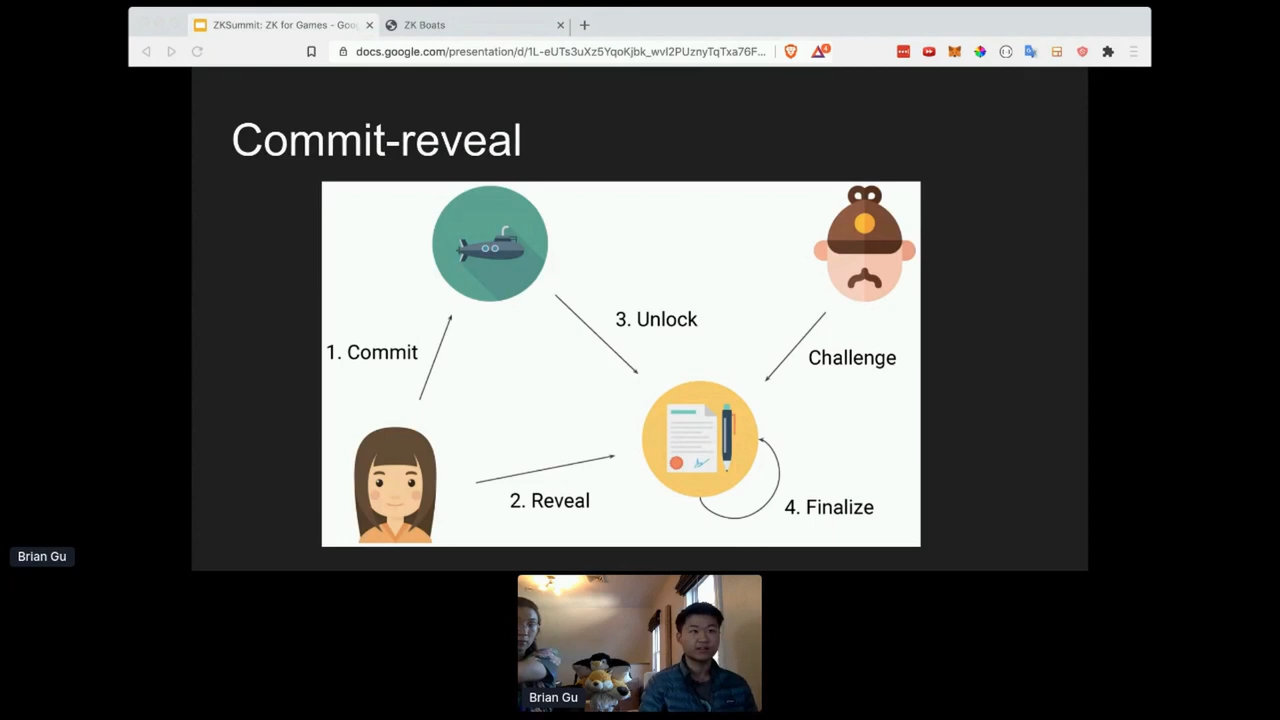 ZKSummit: ZK for Games - Goo
ZK Boats
docs.google.com/presentation/d/1L-eUTs3uXz5YqoKjbk_wvI2PUznyTqTxa76F...
4
Commit-reveal
3. Unlock
1. Commit
Challenge
2. Reveal
4. Finalize
Brian Gu
Brian Gu